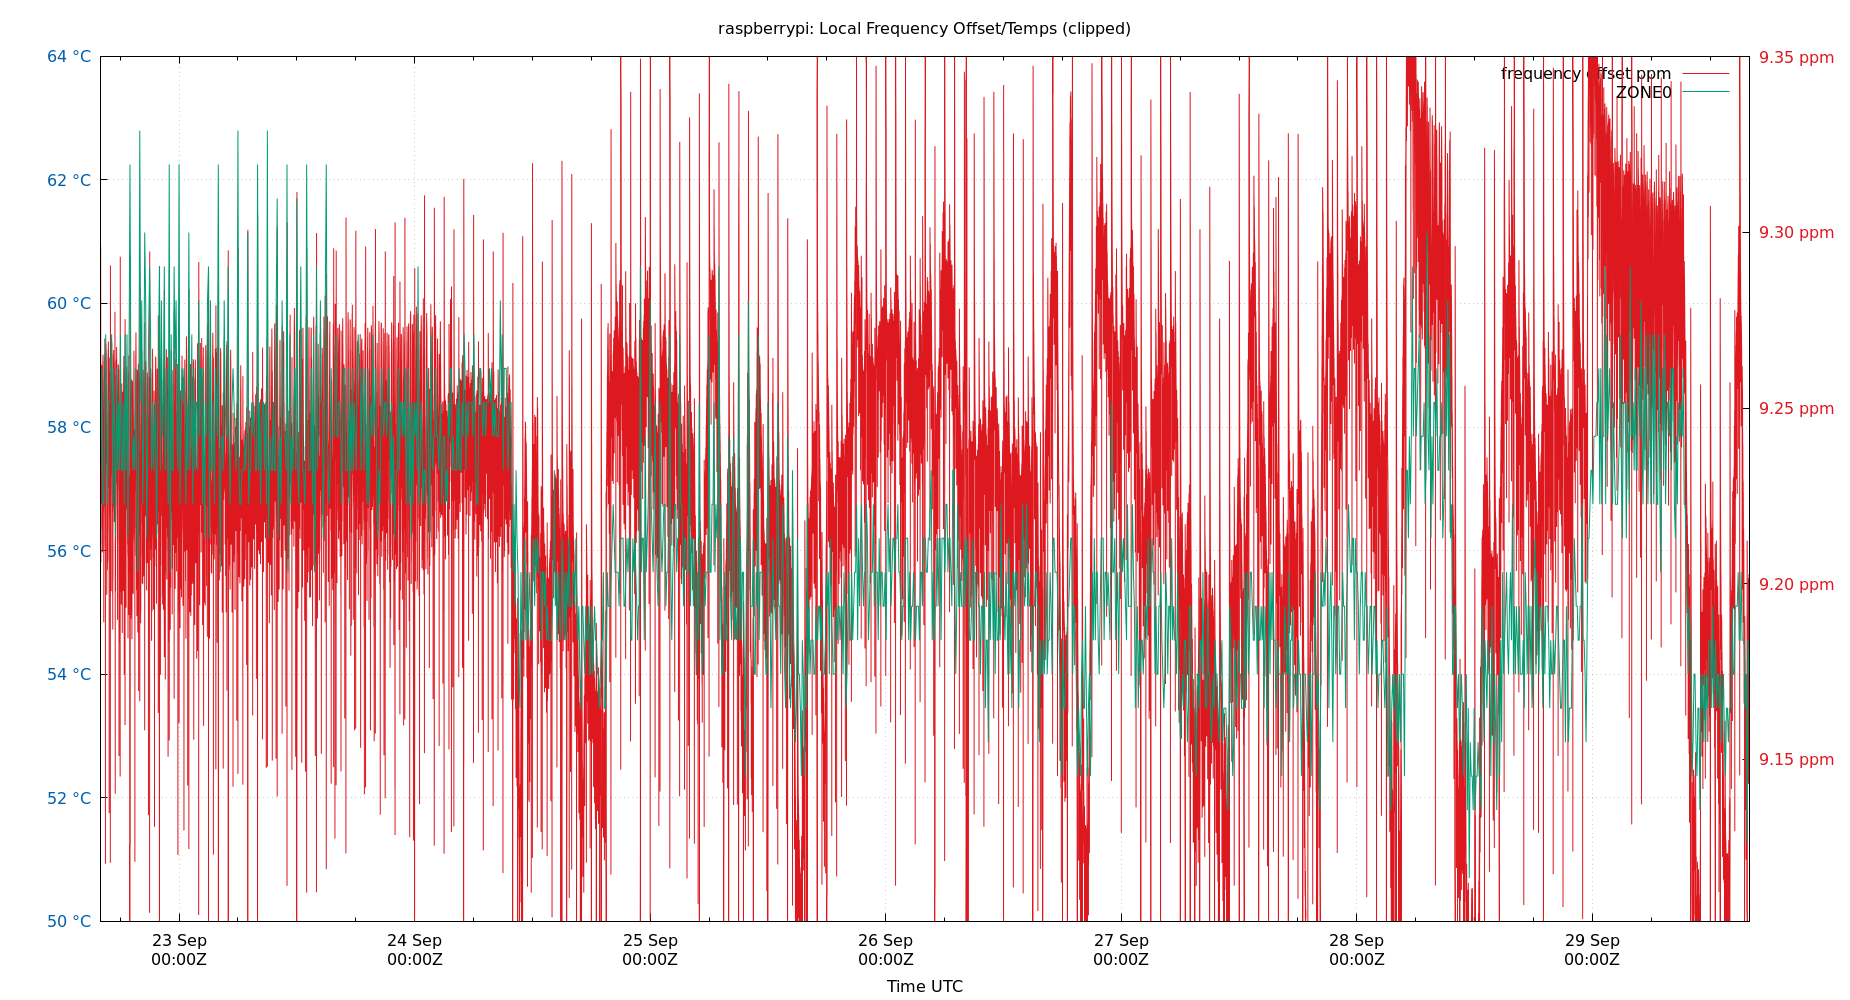 raspberrypi: Local Frequency Offset/Temps (clipped)
64 °C
62 °C
60 °C
58 °C
56 °C
54 °C
52 °C
50 °C
9.35 ppm
9.30 ppm
9.25 ppm
9.20 ppm
9.15 ppm
frequency offset ppm
ZONE0
23 Sep
00:00Z
24 Sep
00:00Z
25 Sep
00:00Z
26 Sep
00:00Z
27 Sep
00:00Z
28 Sep
00:00Z
29 Sep
00:00Z
Time UTC